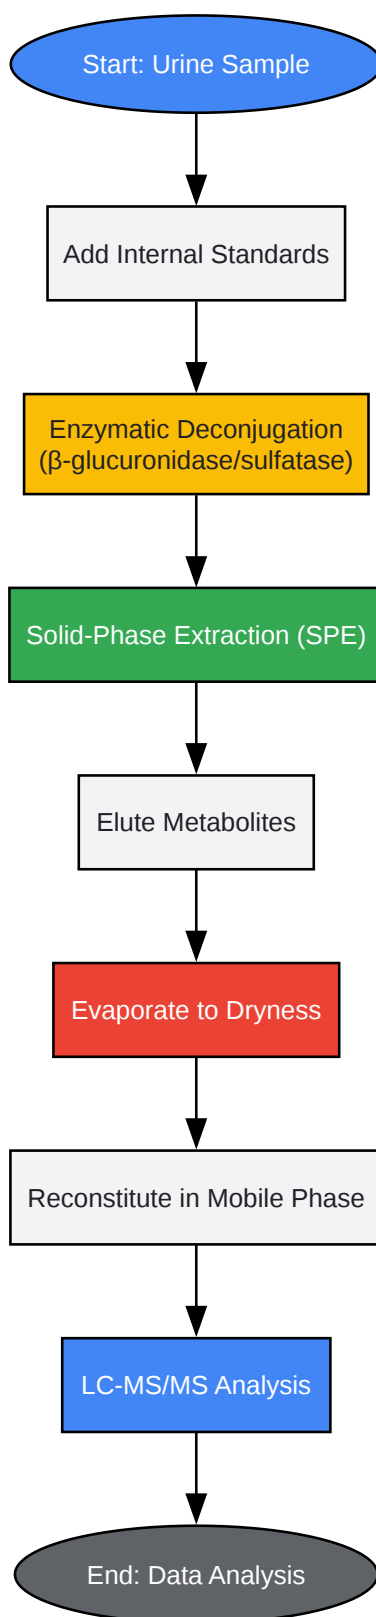 Start: Urine Sample
Add Internal Standards
Enzymatic Deconjugation
(β-glucuronidase/sulfatase)
Solid-Phase Extraction (SPE)
Elute Metabolites
Evaporate to Dryness
Reconstitute in Mobile Phase
LC-MS/MS Analysis
End: Data Analysis